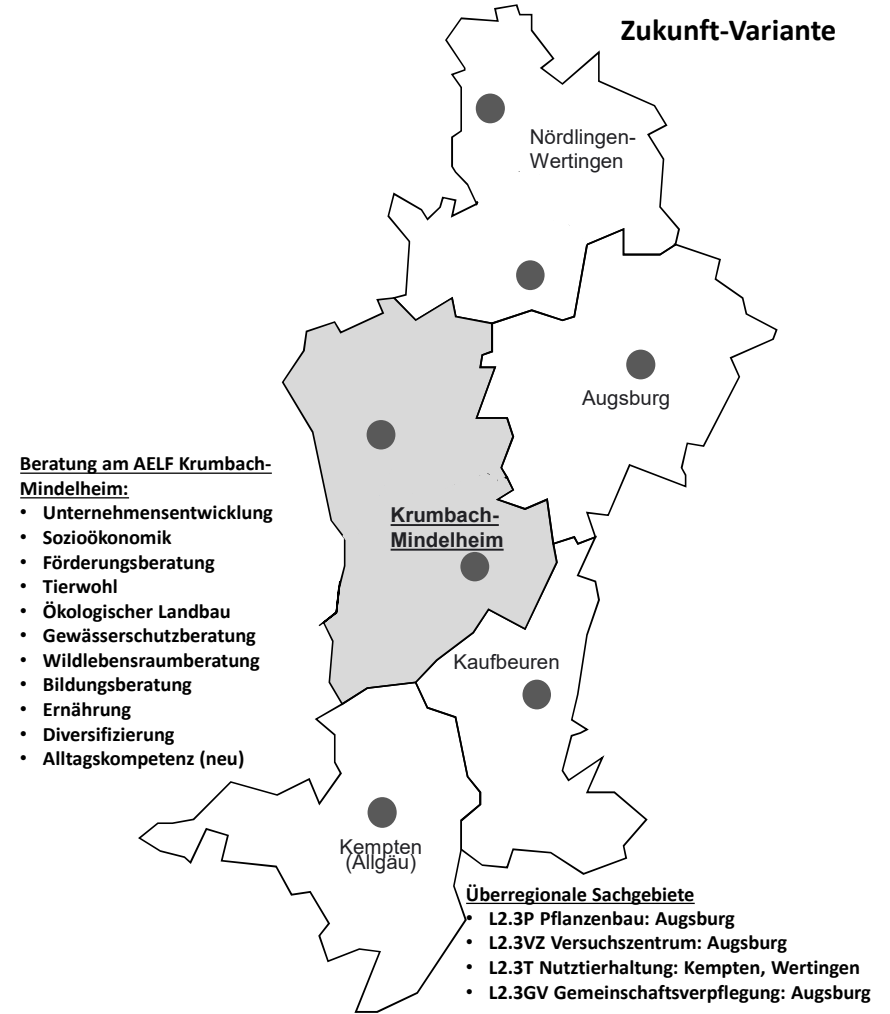 Zukunft-Variante
Nördlingen-
Wertingen
Augsburg
Krumbach-
Mindelheim
Kaufbeuren
Kempten
(Allgäu)
Beratung am AELF Krumbach-
Mindelheim:
• Unternehmensentwicklung
• Sozioökonomik
• Förderungsberatung
• Tierwohl
• Ökologischer Landbau
• Gewässerschutzberatung
• Wildlebensraumberatung
• Bildungsberatung
• Ernährung
• Diversifizierung
• Alltagskompetenz (neu)
Überregionale Sachgebiete
• L2.3P Pflanzenbau: Augsburg
• L2.3VZ Versuchszentrum: Augsburg
• L2.3T Nutztierhaltung: Kempten, Wertingen
• L2.3GV Gemeinschaftsverpflegung: Augsburg